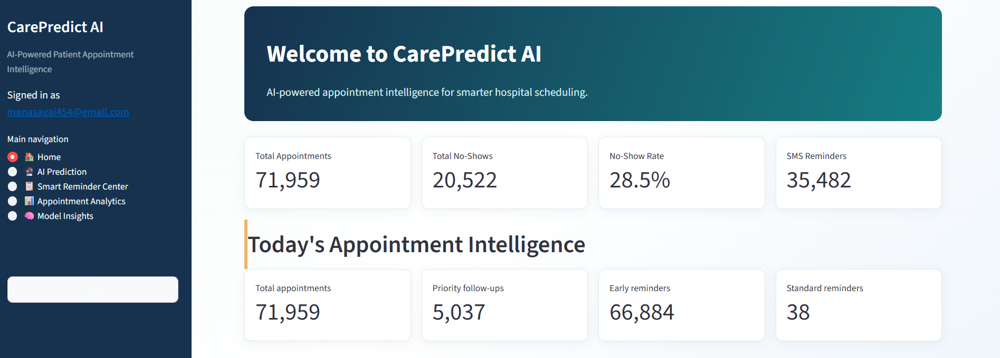 CarePredict AI
AI-Powered Patient Appointment
Intelligence
Signed in as
manasagai454@gmail.com
Main navigation
Home
AI Prediction
Smart Reminder Center
Appointment Analytics
Model Insights
Welcome to CarePredict AI
AI-powered appointment intelligence for smarter hospital scheduling.
Total Appointments
71,959
Total No-Shows
20,522
No-Show Rate
28.5%
SMS Reminders
35,482
Today's Appointment Intelligence
Total appointments
71,959
Priority follow-ups
5,037
Early reminders
66,884
Standard reminders
38